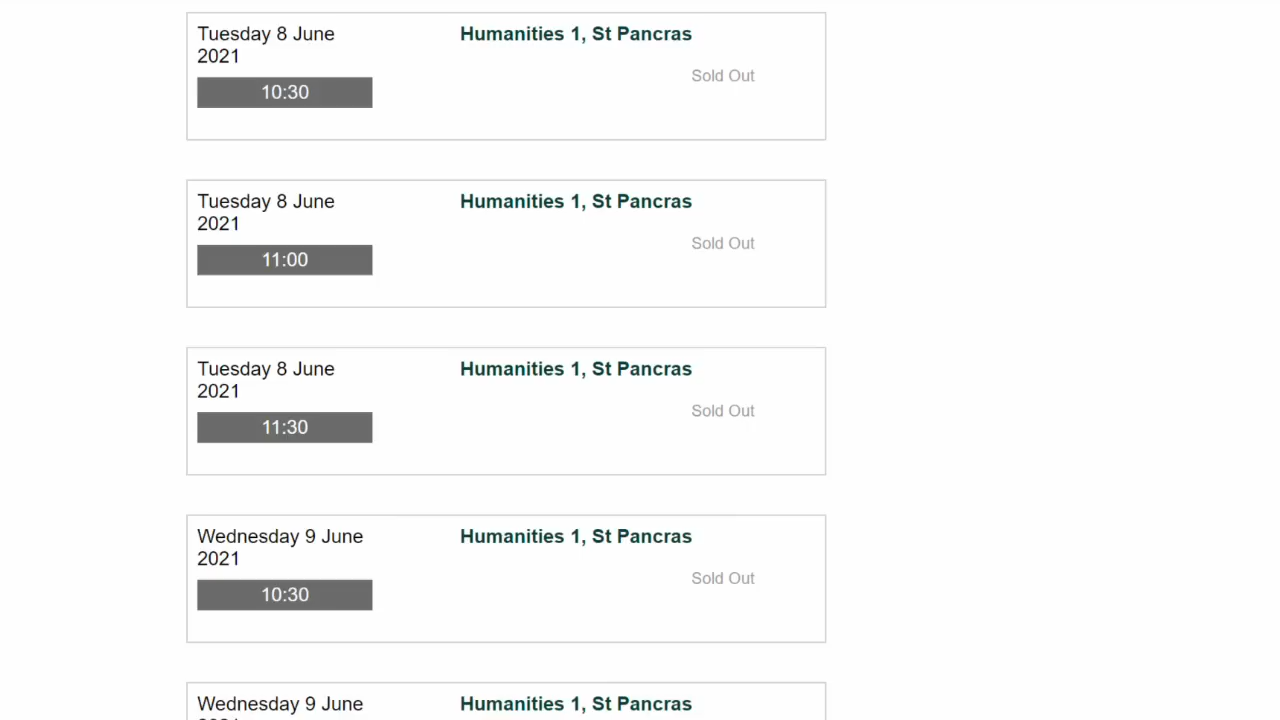 Tuesday 8 June
2021
10:30
Humanities 1, St Pancras
Sold Out
Tuesday 8 June
2021
11:00
Humanities 1, St Pancras
Sold Out
Tuesday 8 June
2021
11:30
Humanities 1, St Pancras
Sold Out
Wednesday 9 June
2021
10:30
Humanities 1, St Pancras
Sold Out
Wednesday 9 June
Humanities 1, St Pancras